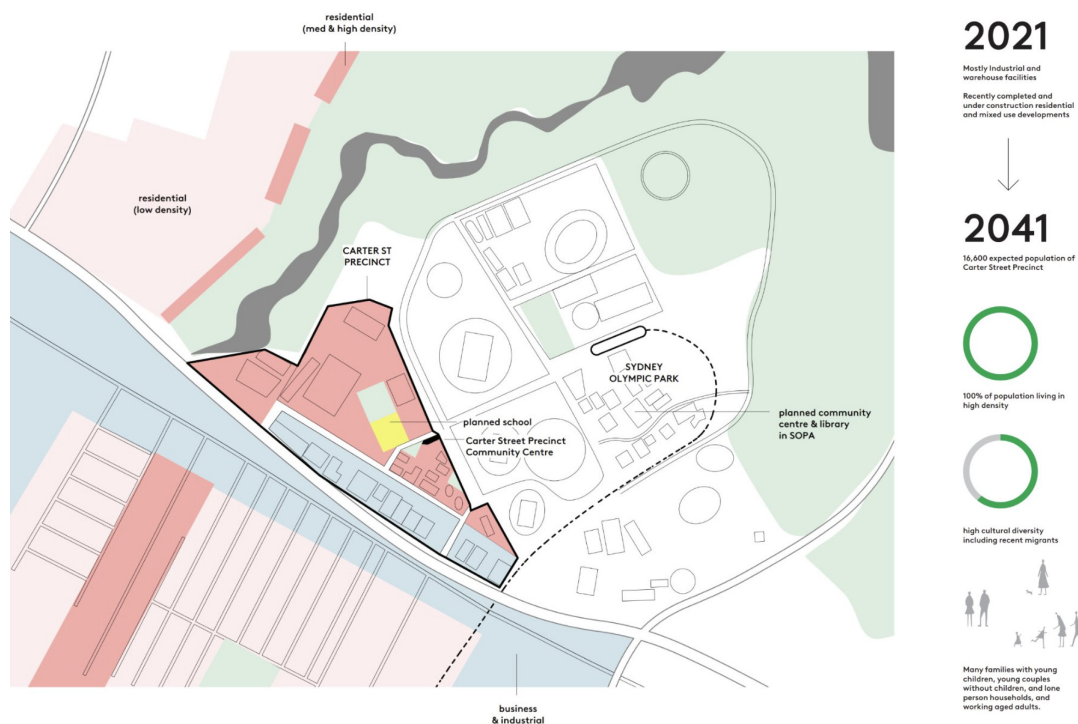 residential
(med & high density)
residential
(low density)
CARTER ST
PRECINCT
SYDNEY
OLYMPIC PARK
planned school
Carter Street Precinct
Community Centre
planned community
centre & library
in SOPA
business
& industrial
2021
Mostly Industrial and
warehouse facilities
Recently completed and
under construction residential
and mixed use developments
2041
16,600 expected population of
Carter Street Precinct
100% of population living in
high density
high cultural diversity
including recent migrants
Many families with young
children, young couples
without children, and lone
person households, and
working aged adults.